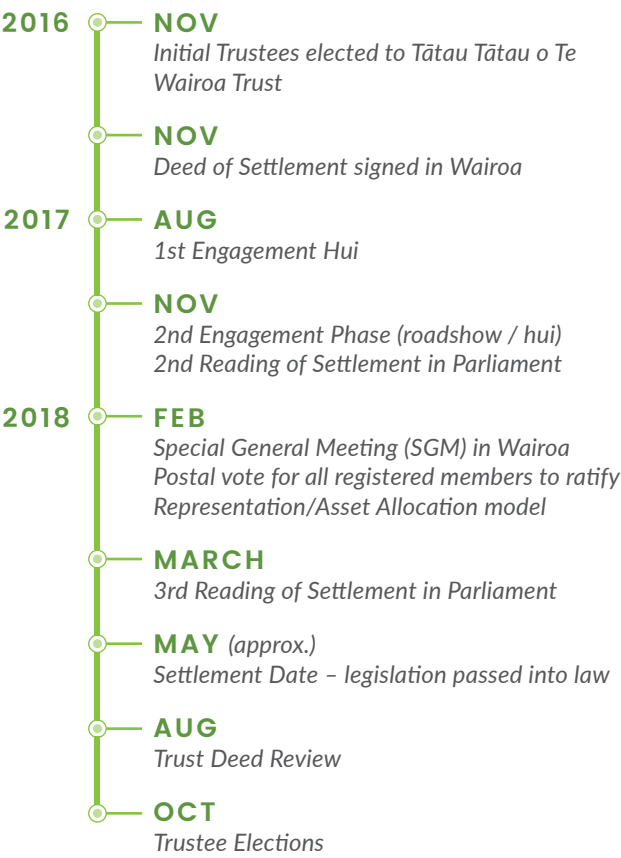 2016 NOV
Initial Trustees elected to Tātau Tātau o Te
Wairoa Trust
NOV
Deed of Settlement signed in Wairoa
2017 AUG
1st Engagement Hui
NOV
2nd Engagement Phase (roadshow / hui)
2nd Reading of Settlement in Parliament
2018 FEB
Special General Meeting (SGM) in Wairoa
Postal vote for all registered members to ratify
Representation/Asset Allocation model
MARCH
3rd Reading of Settlement in Parliament
MAY (approx.)
Settlement Date – legislation passed into law
AUG
Trust Deed Review
OCT
Trustee Elections